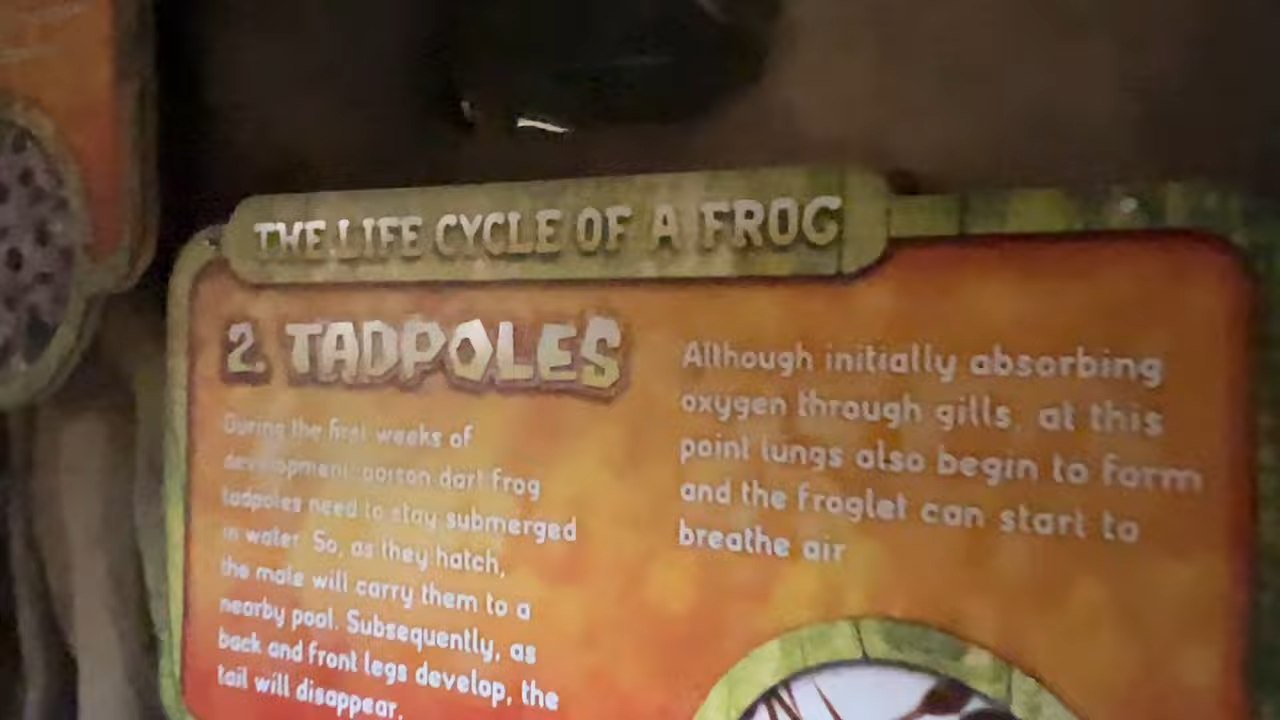 THE LIFE CYCLE OF A FROG
2 TADPOLES
During the first weeks of
development poison dart frog
tadpoles need to stay submerged
in water. So, as they hatch,
the male will carry them to a
nearby pool. Subsequently, as
back and front legs develop, the
tail will disappear.
Although initially absorbing
oxygen through gills, at this
point lungs also begin to form
and the froglet can start to
breathe air